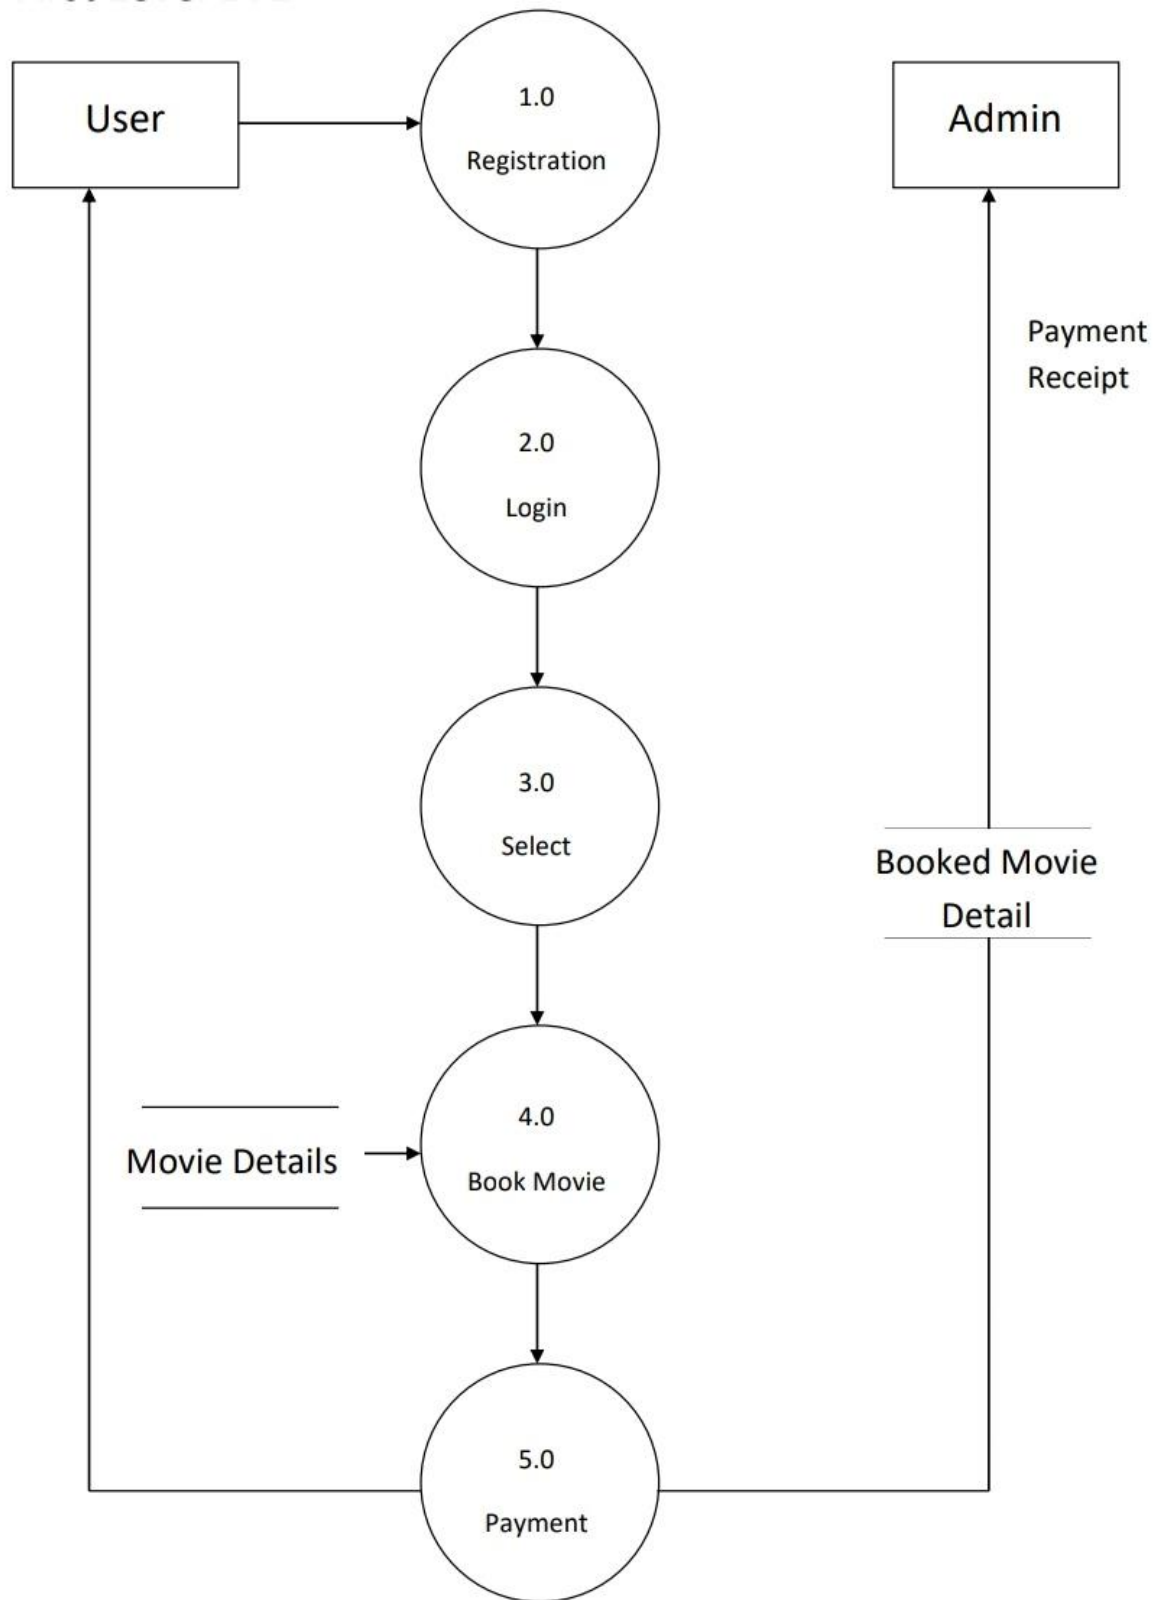 User
1.0
Registration
Admin
Payment
Receipt
2.0
Login
3.0
Select
Booked Movie
Detail
4.0
Book Movie
Movie Details
5.0
Payment